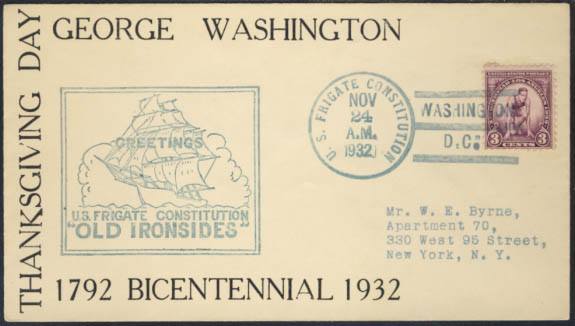 THANKSGIVING DAY
GEORGE WASHINGTON
U. S. FRIGATE CONSTITUTION
NOV
24
A.M.
1932
WASHINGTON
D.C.
3 CENTS 3
GREETINGS
U.S. FRIGATE CONSTITUTION
"OLD IRONSIDES"
Mr. W. E. Byrne,
Apartment 70,
330 West 95 Street,
New York, N. Y.
1792 BICENTENNIAL 1932